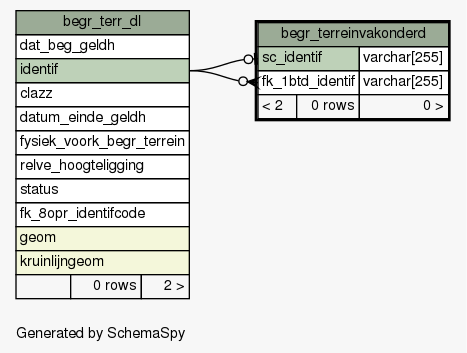 begr_terr_dl
dat_beg_geldh
identif
clazz
datum_einde_geldh
fysiek_voork_begr_terrein
relve_hoogteligging
status
fk_8opr_identifcode
geom
kruinlijngeom
0 rows 2 >
begr_terreinvakonderd
sc_identif varchar[255]
fk_1btd_identif varchar[255]
< 2 0 rows 0 >
Generated by SchemaSpy